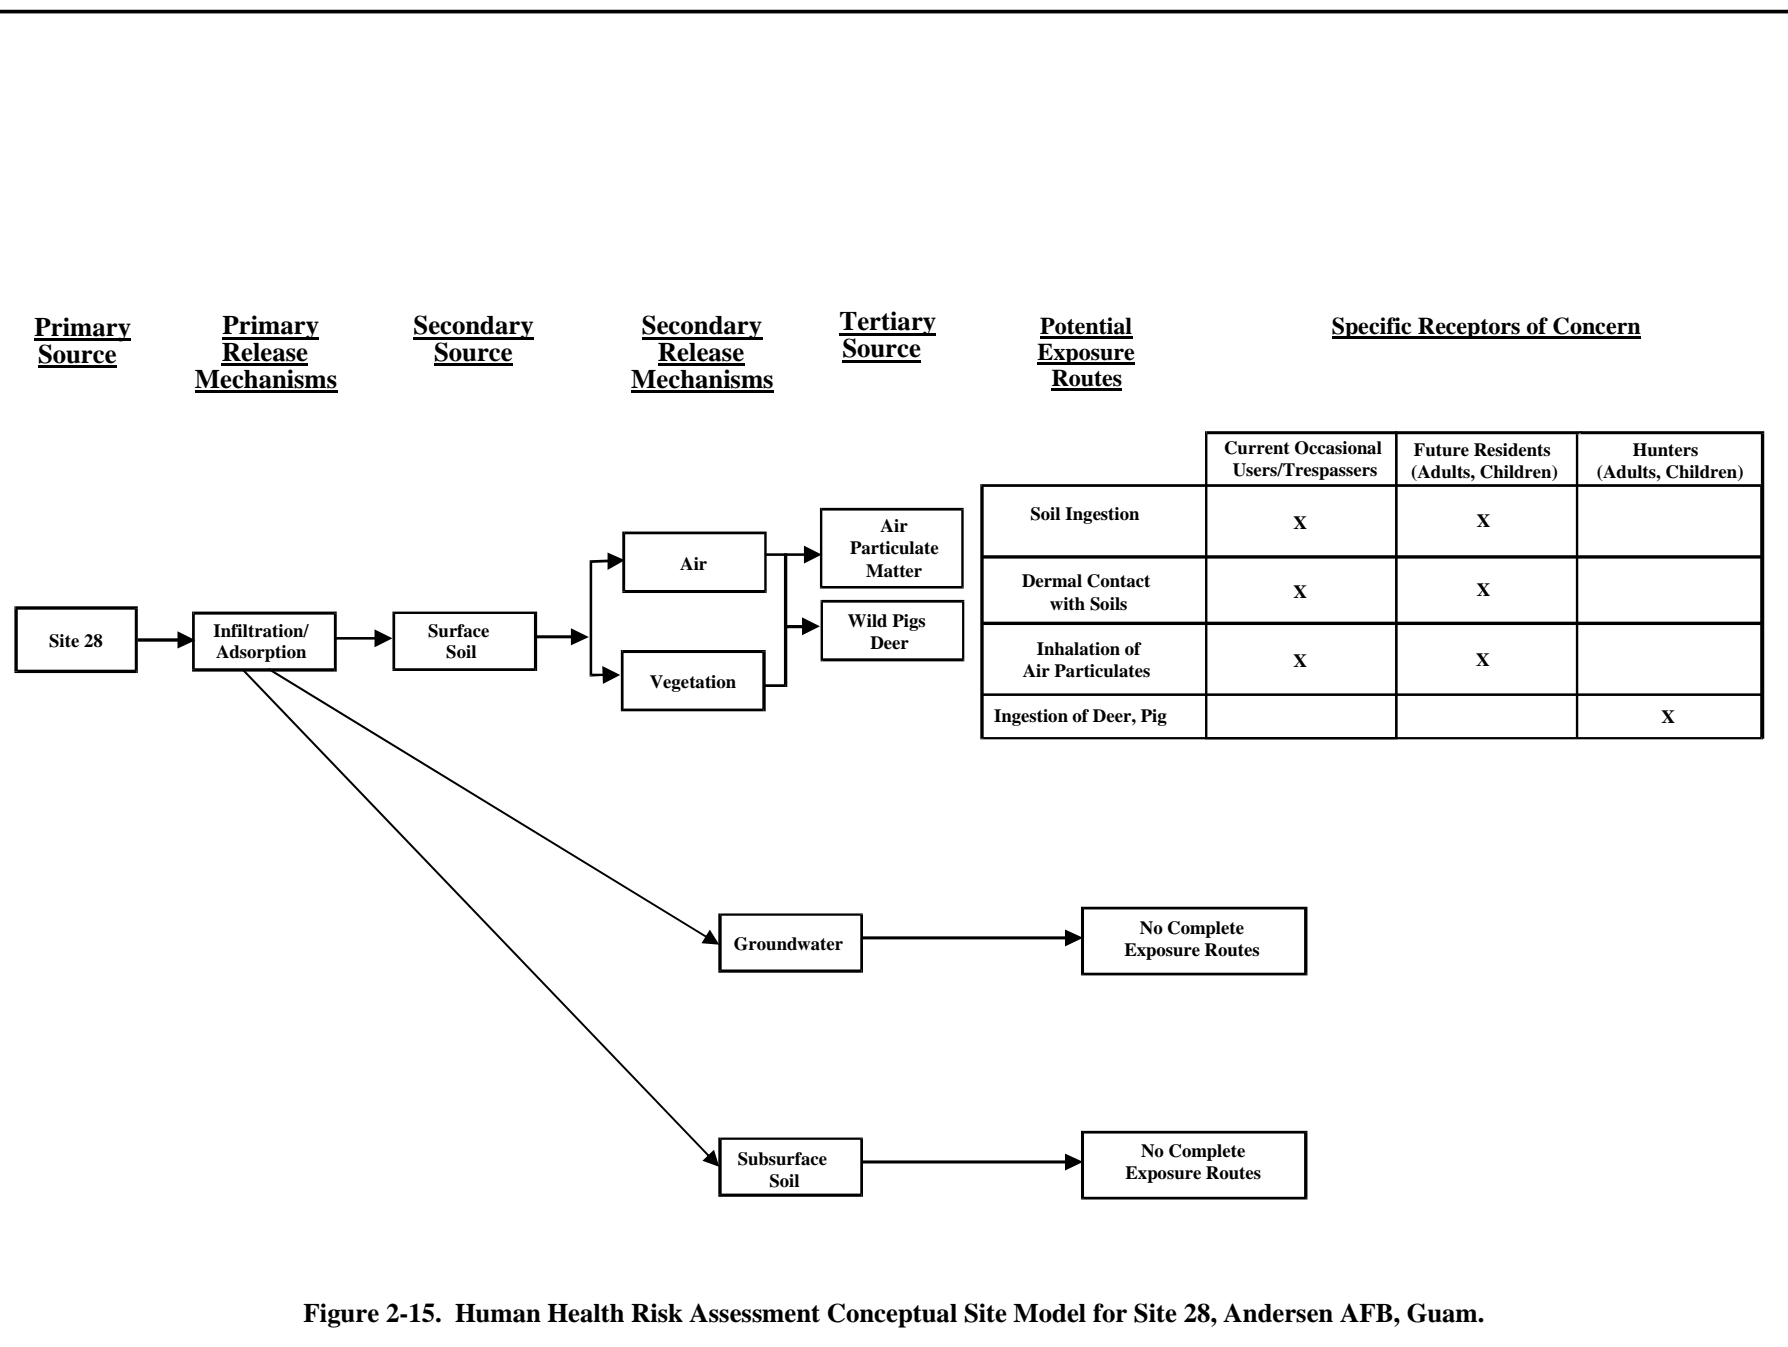 Primary
Source
Primary
Release
Mechanisms
Secondary
Source
Secondary
Release
Mechanisms
Tertiary
Source
Potential
Exposure
Routes
Specific Receptors of Concern
Current Occasional
Users/Trespassers
Future Residents
(Adults, Children)
Hunters
(Adults, Children)
Site 28
Infiltration/
Adsorption
Surface
Soil
Air
Vegetation
Air
Particulate
Matter
Wild Pigs
Deer
Soil Ingestion
X
X
Dermal Contact
with Soils
X
X
Inhalation of
Air Particulates
X
X
Ingestion of Deer, Pig
X
Groundwater
No Complete
Exposure Routes
Subsurface
Soil
No Complete
Exposure Routes
Figure 2-15. Human Health Risk Assessment Conceptual Site Model for Site 28, Andersen AFB, Guam.